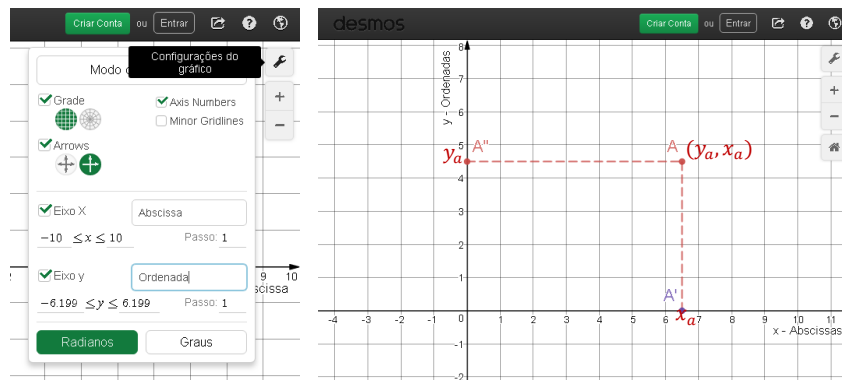 Criar Conta ou Entrar
Configurações do
gráfico
Modo
Grade
Axis Numbers
Minor Gridlines
Arrows
Eixo X Abscissa
−10 ≤ x ≤ 10 Passo: 1
Eixo y Ordenada
−6.199 ≤ y ≤ 6.199 Passo: 1
Radianos Graus
9 10
scissa
desmos Criar Conta ou Entrar
y - Ordenadas
8
7
6
5
4
3
2
1
-1
-2
yₐ A" A (yₐ, xₐ)
A'
xₐ
-4 -3 -2 -1 0 1 2 3 4 5 6 7 8 9 10 11
x - Abscissas